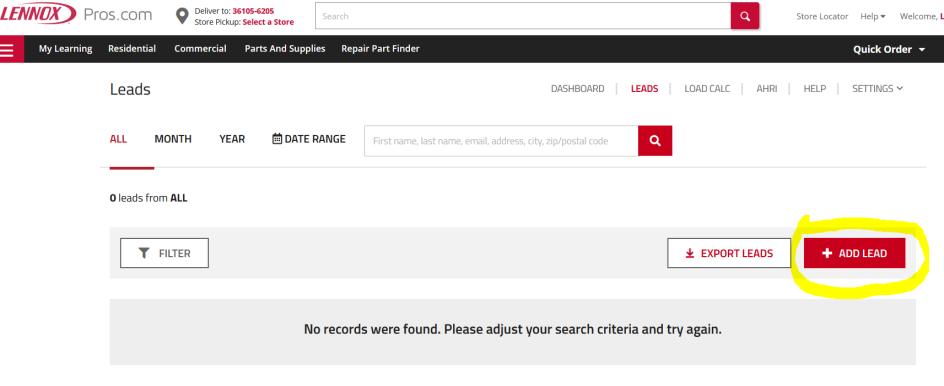 LENNOX Pros.com
Deliver to: 36105-6205
Store Pickup: Select a Store
Search
Store Locator Help Welcome, L
My Learning Residential Commercial Parts And Supplies Repair Part Finder Quick Order
Leads DASHBOARD LEADS LOAD CALC AHRI HELP SETTINGS
ALL MONTH YEAR DATE RANGE First name, last name, email, address, city, zip/postal code
0 leads from ALL
FILTER EXPORT LEADS + ADD LEAD
No records were found. Please adjust your search criteria and try again.